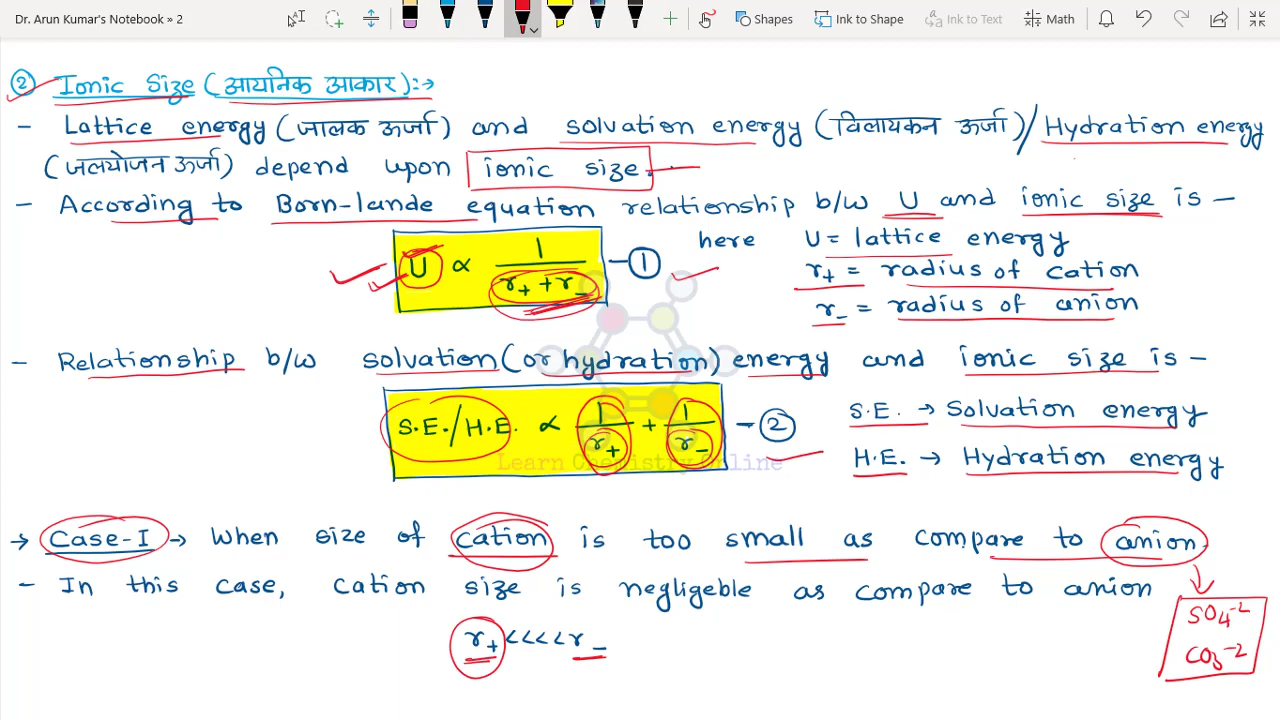 Dr. Arun Kumar's Notebook » 2
Shapes
Ink to Shape
Ink to Text
Math
② Ionic Size (आयनिक आकार) :→
- Lattice energy (जालक ऊर्जा) and solvation energy (विलायकन ऊर्जा)/Hydration energy
(जलयोजन ऊर्जा) depend upon ionic size.
- According to Born-lande equation relationship b/w U and ionic size is -
U ∝ 1/(r₊ + r₋) - ①
here U = lattice energy
r₊ = radius of cation
r₋ = radius of anion
- Relationship b/w solvation (or hydration) energy and ionic size is -
S.E./H.E. ∝ 1/r₊ + 1/r₋ - ②
S.E. → Solvation energy
H.E. → Hydration energy
Learn Chemistry Online
→ Case-I → When size of cation is too small as compare to anion.
- In this case, cation size is negligeble as compare to anion
r₊ <<<< r₋
SO₄⁻²
CO₃⁻²